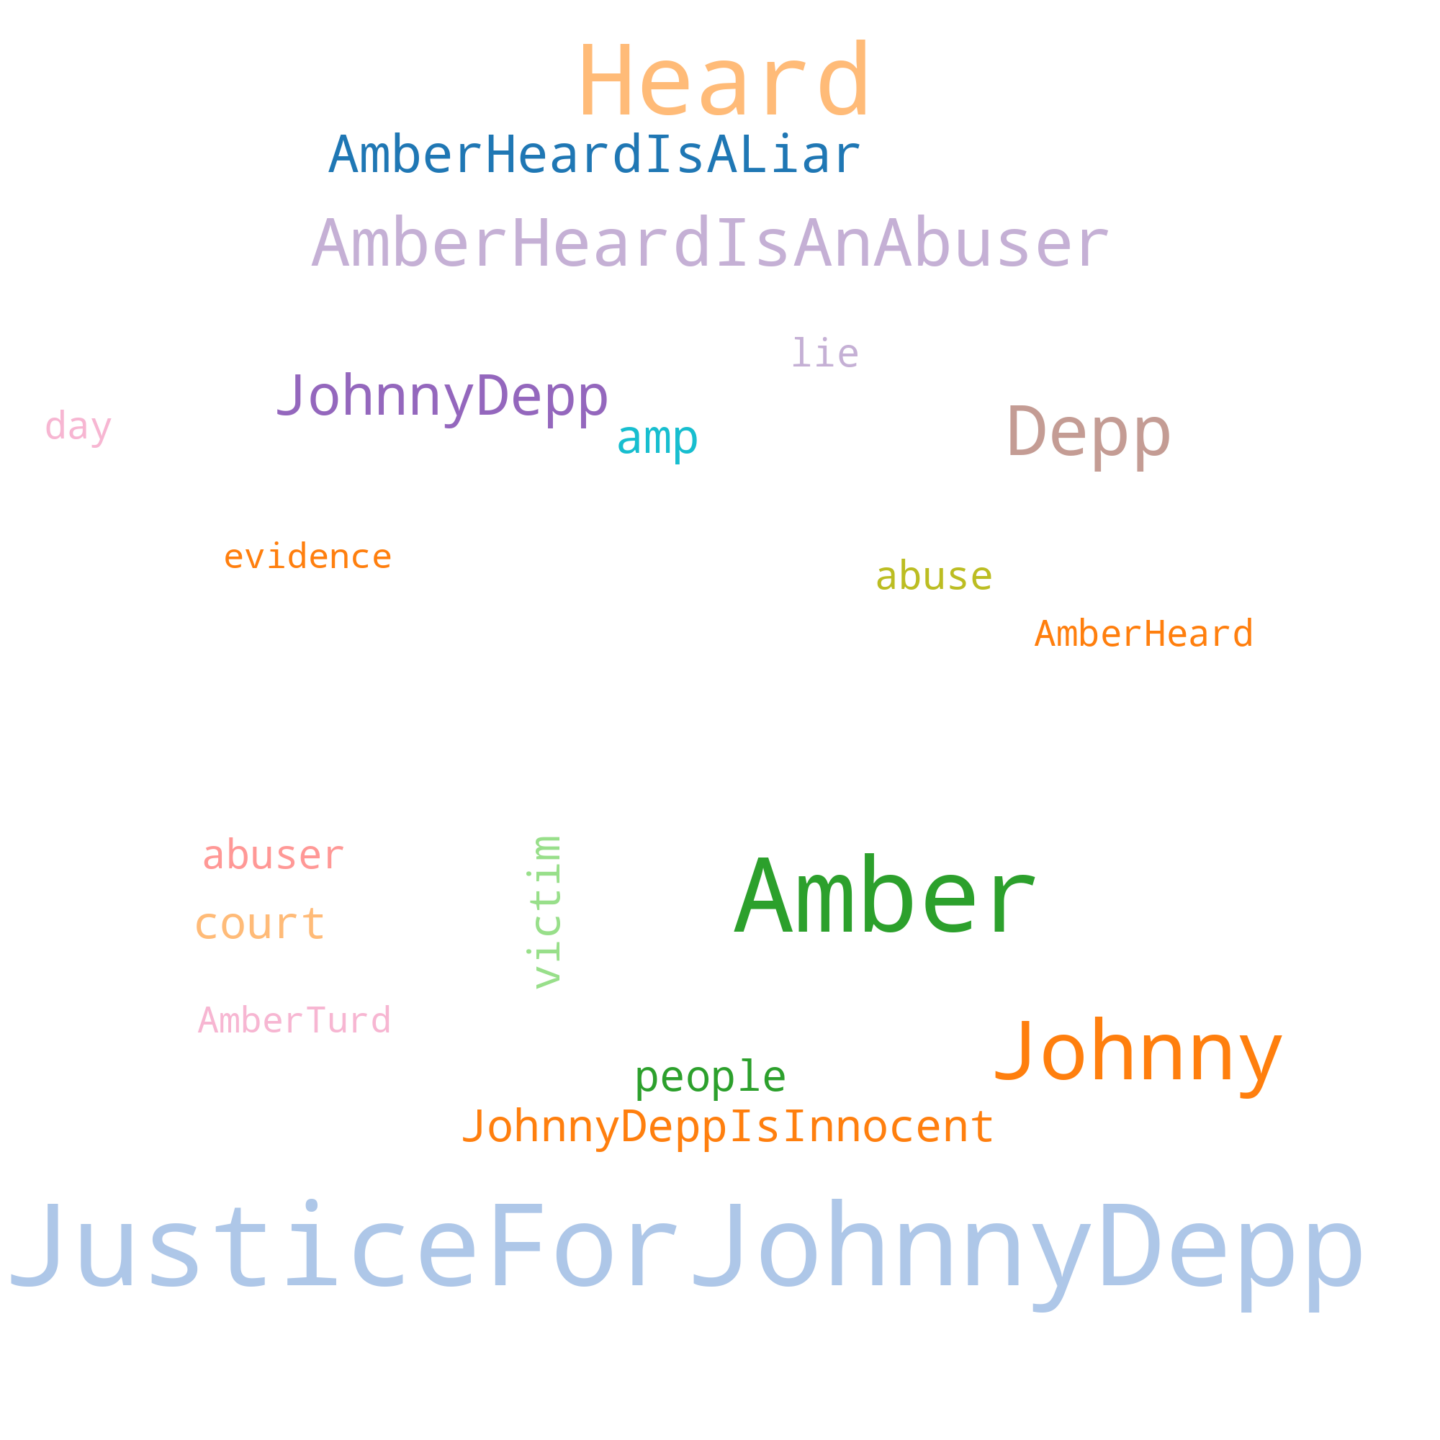 Heard
AmberHeardIsALiar
AmberHeardIsAnAbuser
lie
JohnnyDepp
day
amp
Depp
evidence
abuse
AmberHeard
abuser
victim
Amber
court
AmberTurd
Johnny
people
JohnnyDeppIsInnocent
JusticeForJohnnyDepp